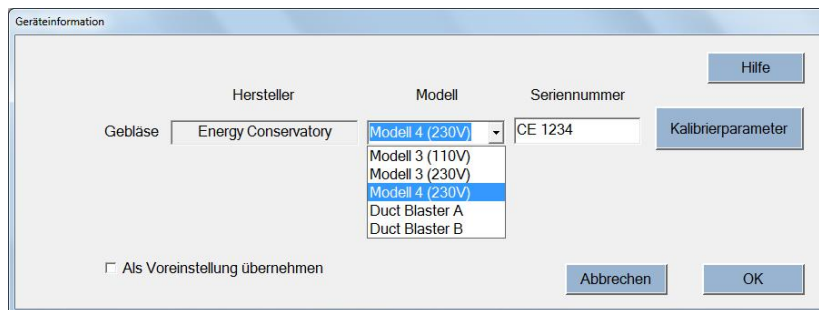 Geräteinformation
Hilfe
Hersteller Modell Seriennummer
Gebläse Energy Conservatory Modell 4 (230V) CE 1234 Kalibrierparameter
Modell 3 (110V)
Modell 3 (230V)
Modell 4 (230V)
Duct Blaster A
Duct Blaster B
Als Voreinstellung übernehmen
Abbrechen OK